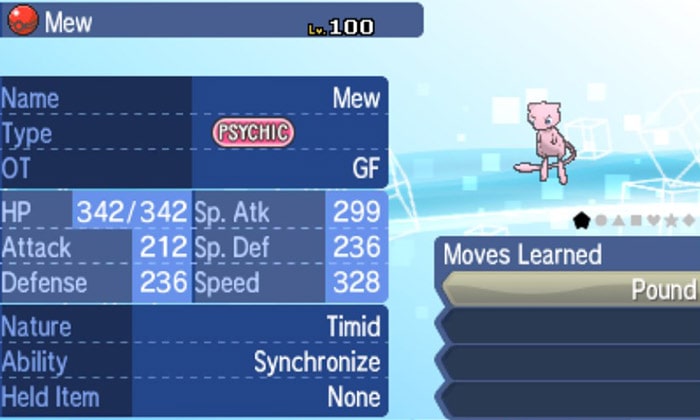 Mew Lv.100
Name Mew
Type PSYCHIC
OT GF
HP 342/342 Sp. Atk 299
Attack 212 Sp. Def 236
Defense 236 Speed 328
Nature Timid
Ability Synchronize
Held Item None
Moves Learned
Pound